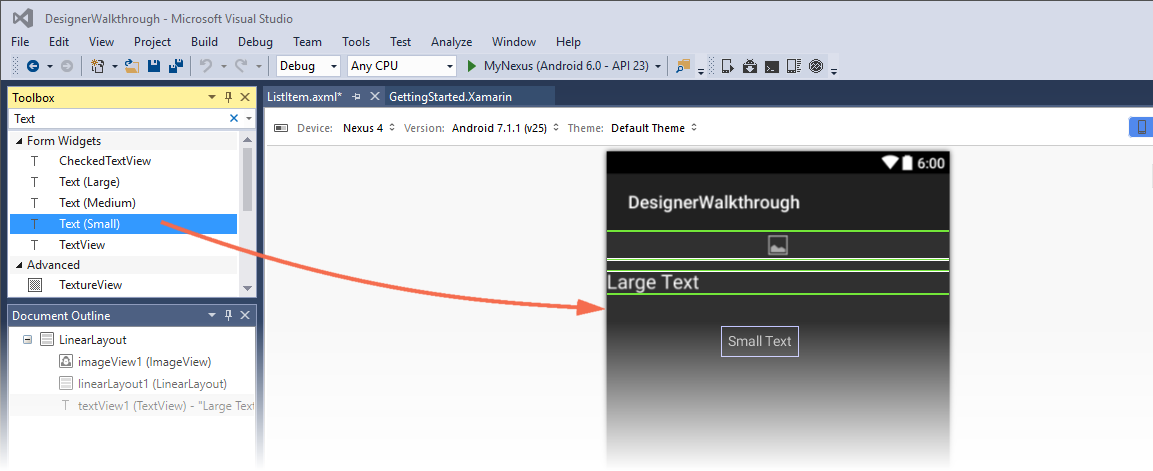 DesignerWalkthrough - Microsoft Visual Studio
File Edit View Project Build Debug Team Tools Test Analyze Window Help
Debug Any CPU MyNexus (Android 6.0 - API 23)
Toolbox
Text
Form Widgets
CheckedTextView
Text (Large)
Text (Medium)
Text (Small)
TextView
Advanced
TextureView
Document Outline
LinearLayout
imageView1 (ImageView)
linearLayout1 (LinearLayout)
textView1 (TextView) - "Large Text
ListItem.axml* GettingStarted.Xamarin
Device: Nexus 4 Version: Android 7.1.1 (v25) Theme: Default Theme
6:00
DesignerWalkthrough
Large Text
Small Text